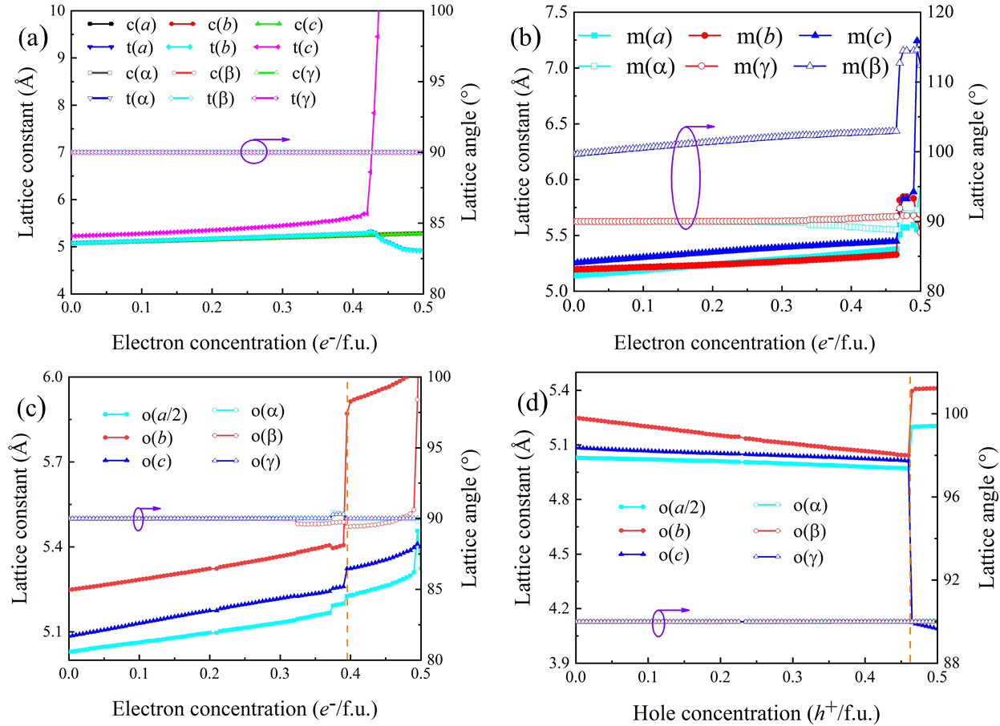 (a)
c(a) c(b) c(c)
t(a) t(b) t(c)
c(α) c(β) c(γ)
t(α) t(β) t(γ)
10
9
8
7
6
5
4
Lattice constant (Å)
100
95
90
85
80
Lattice angle (°)
0.0 0.1 0.2 0.3 0.4 0.5
Electron concentration (e-/f.u.)
(b)
m(a) m(b) m(c)
m(α) m(γ) m(β)
7.5
7.0
6.5
6.0
5.5
5.0
Lattice constant (Å)
120
110
100
90
80
Lattice angle (°)
0.0 0.1 0.2 0.3 0.4 0.5
Electron concentration (e-/f.u.)
(c)
o(a/2) o(α)
o(b) o(β)
o(c) o(γ)
6.0
5.7
5.4
5.1
Lattice constant (Å)
100
95
90
85
80
Lattice angle (°)
0.0 0.1 0.2 0.3 0.4 0.5
Electron concentration (e-/f.u.)
(d)
o(a/2) o(α)
o(b) o(β)
o(c) o(γ)
5.4
5.1
4.8
4.5
4.2
3.9
Lattice constant (Å)
100
96
92
88
Lattice angle (°)
0.0 0.1 0.2 0.3 0.4 0.5
Hole concentration (h+/f.u.)